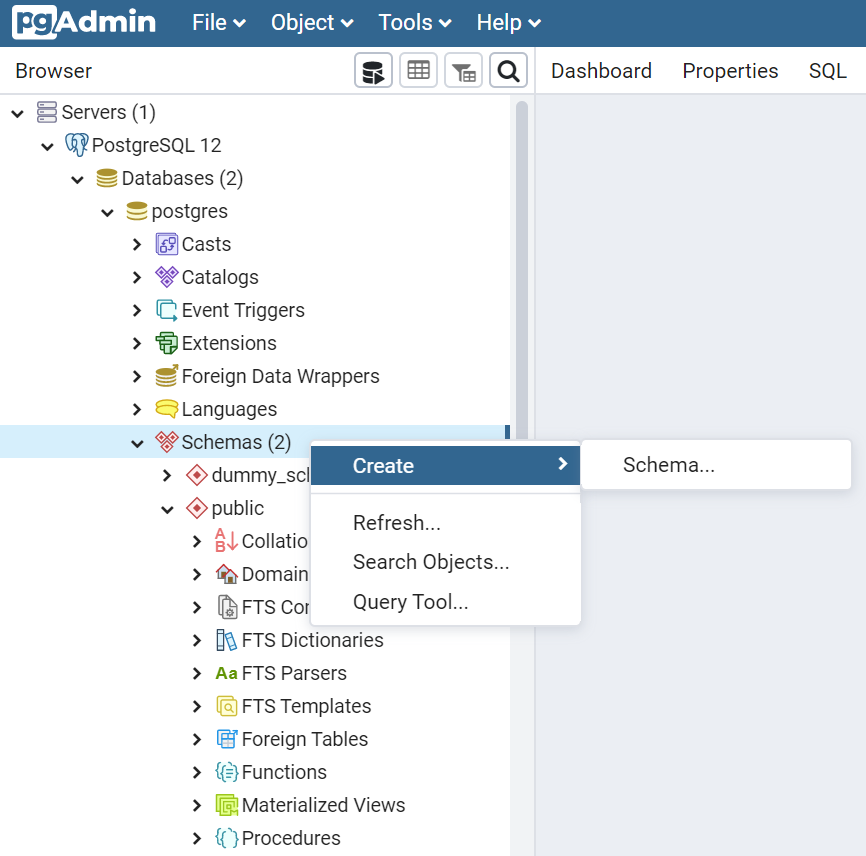 pgAdmin File Object Tools Help
Browser Dashboard Properties SQL
Servers (1)
PostgreSQL 12
Databases (2)
postgres
Casts
Catalogs
Event Triggers
Extensions
Foreign Data Wrappers
Languages
Schemas (2)
Create Schema...
dummy_scl
public
Refresh...
Collatio
Search Objects...
Domain
Query Tool...
FTS Cor
FTS Dictionaries
Aa FTS Parsers
FTS Templates
Foreign Tables
Functions
Materialized Views
Procedures